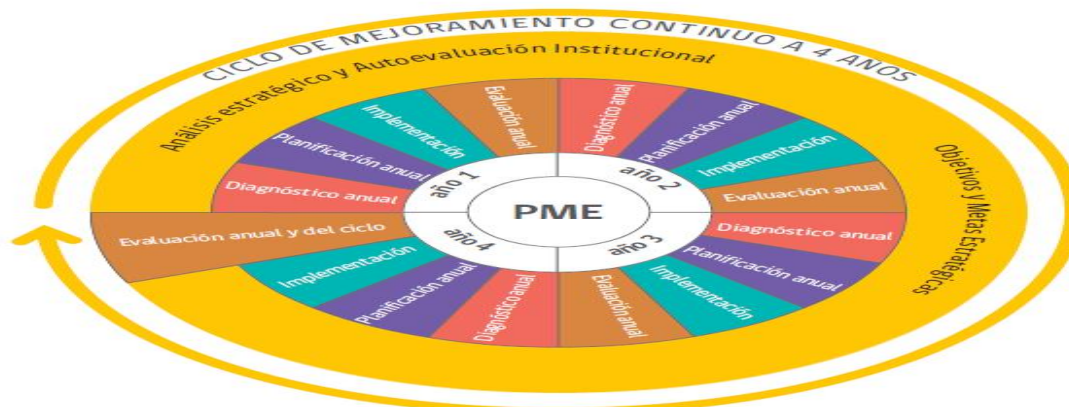 CICLO DE MEJORAMIENTO CONTINUO A 4 AÑOS
Análisis estratégico y Autoevaluación Institucional
Objetivos y Metas Estratégicas
PME
año 1
Diagnóstico anual
Planificación anual
Implementación
Evaluación anual
año 2
Diagnóstico anual
Planificación anual
Implementación
Evaluación anual
año 3
Diagnóstico anual
Planificación anual
Implementación
Evaluación anual
año 4
Diagnóstico anual
Planificación anual
Implementación
Evaluación anual y del ciclo